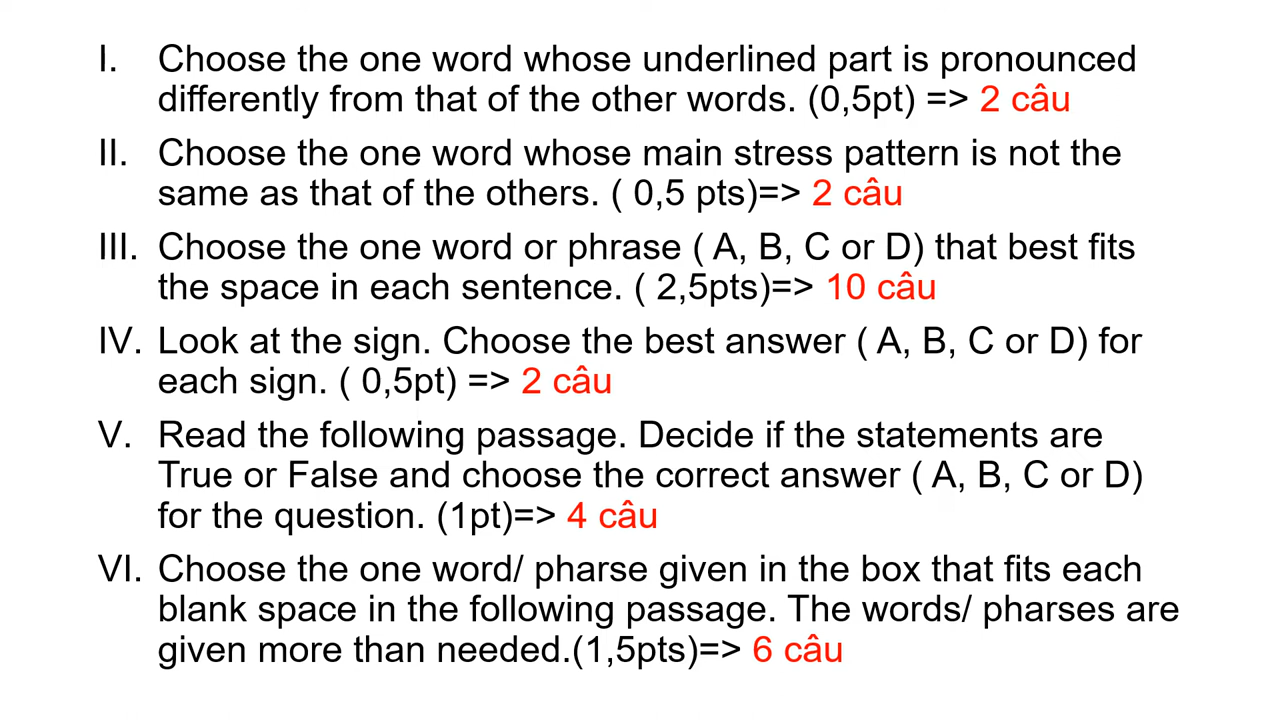 I. Choose the one word whose underlined part is pronounced
differently from that of the other words. (0,5pt) => 2 câu
II. Choose the one word whose main stress pattern is not the
same as that of the others. ( 0,5 pts)=> 2 câu
III. Choose the one word or phrase ( A, B, C or D) that best fits
the space in each sentence. ( 2,5pts)=> 10 câu
IV. Look at the sign. Choose the best answer ( A, B, C or D) for
each sign. ( 0,5pt) => 2 câu
V. Read the following passage. Decide if the statements are
True or False and choose the correct answer ( A, B, C or D)
for the question. (1pt)=> 4 câu
VI. Choose the one word/ pharse given in the box that fits each
blank space in the following passage. The words/ pharses are
given more than needed.(1,5pts)=> 6 câu